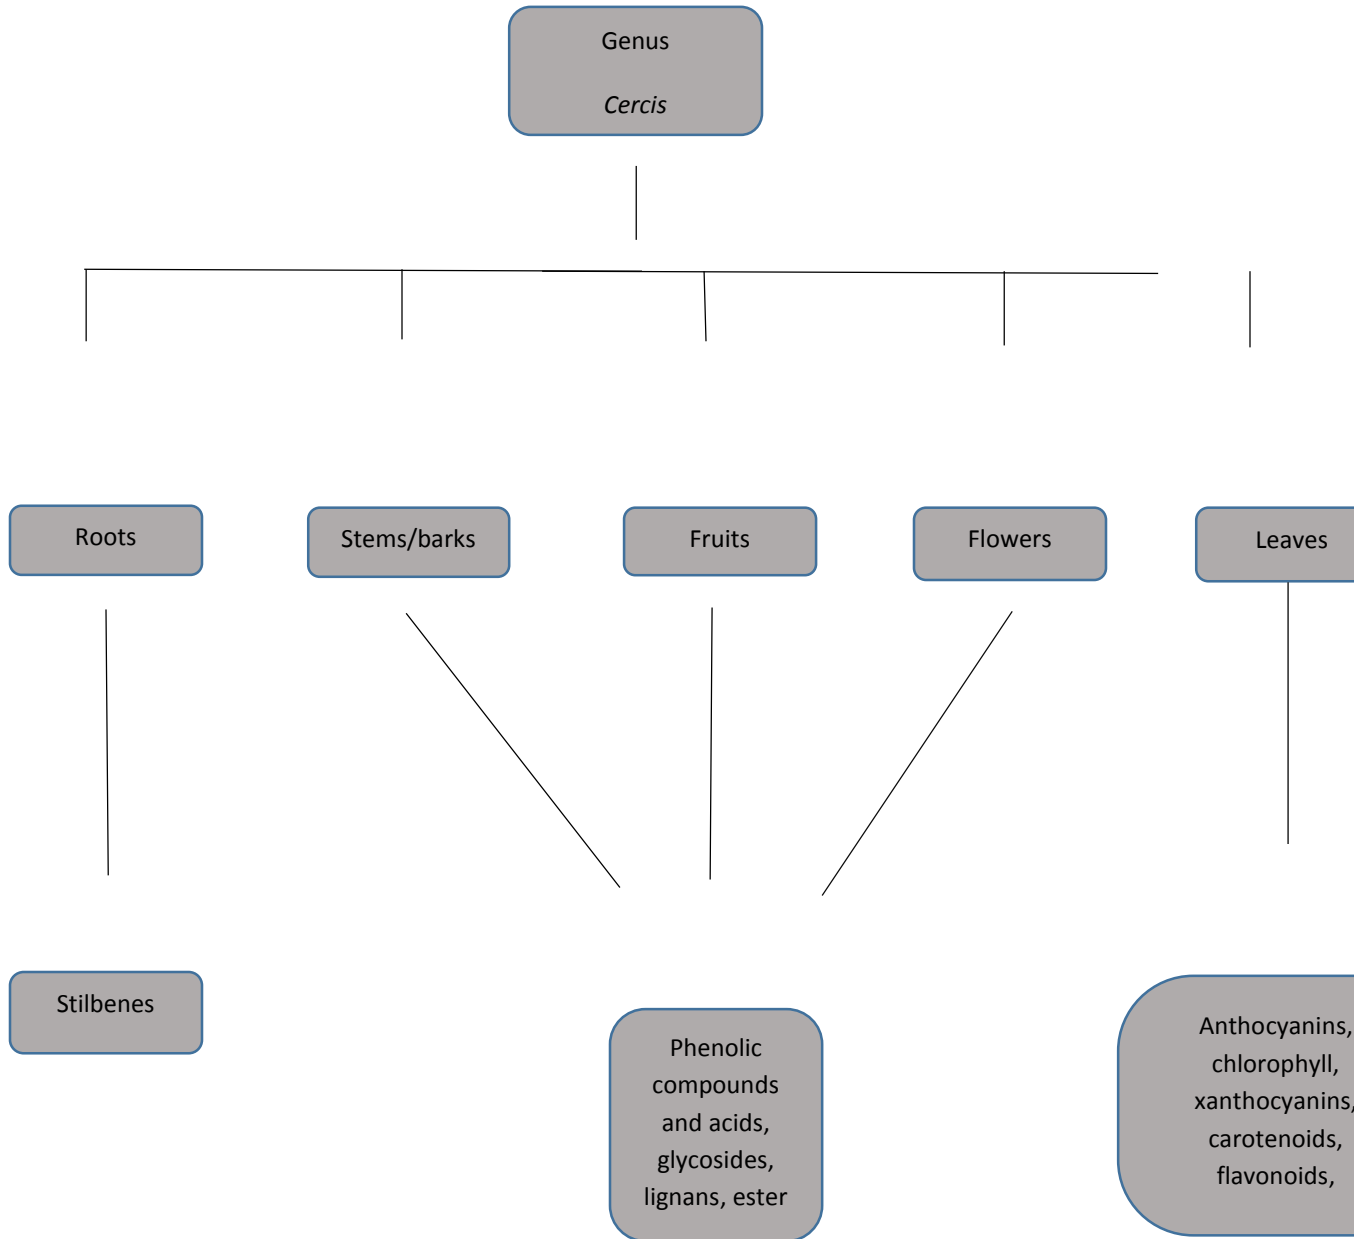 Genus
Cercis
Roots
Stems/barks
Fruits
Flowers
Leaves
Stilbenes
Phenolic
compounds
and acids,
glycosides,
lignans, ester
Anthocyanins,
chlorophyll,
xanthocyanins,
carotenoids,
flavonoids,